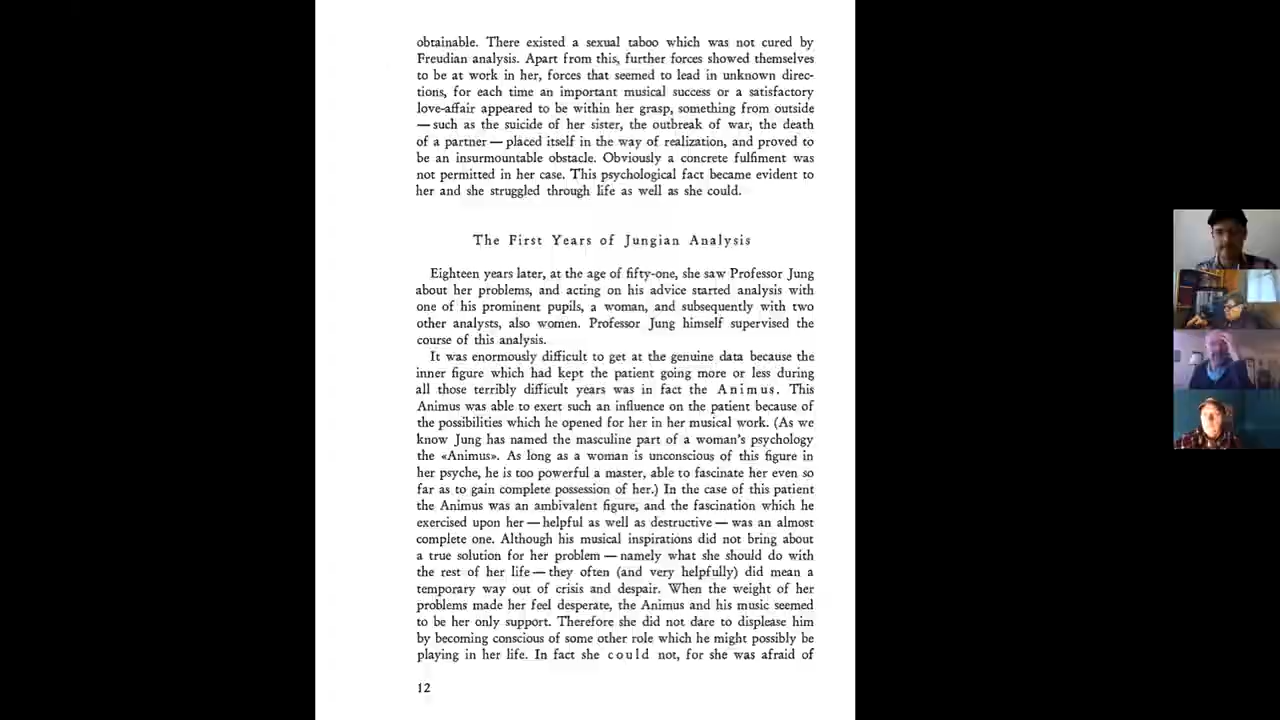 obtainable. There existed a sexual taboo which was not cured by
Freudian analysis. Apart from this, further forces showed themselves
to be at work in her, forces that seemed to lead in unknown direc-
tions, for each time an important musical success or a satisfactory
love-affair appeared to be within her grasp, something from outside
— such as the suicide of her sister, the outbreak of war, the death
of a partner — placed itself in the way of realization, and proved to
be an insurmountable obstacle. Obviously a concrete fulfiment was
not permitted in her case. This psychological fact became evident to
her and she struggled through life as well as she could.
The First Years of Jungian Analysis
Eighteen years later, at the age of fifty-one, she saw Professor Jung
about her problems, and acting on his advice started analysis with
one of his prominent pupils, a woman, and subsequently with two
other analysts, also women. Professor Jung himself supervised the
course of this analysis.
It was enormously difficult to get at the genuine data because the
inner figure which had kept the patient going more or less during
all those terribly difficult years was in fact the Animus. This
Animus was able to exert such an influence on the patient because of
the possibilities which he opened for her in her musical work. (As we
know Jung has named the masculine part of a woman's psychology
the «Animus». As long as a woman is unconscious of this figure in
her psyche, he is too powerful a master, able to fascinate her even so
far as to gain complete possession of her.) In the case of this patient
the Animus was an ambivalent figure, and the fascination which he
exercised upon her — helpful as well as destructive — was an almost
complete one. Although his musical inspirations did not bring about
a true solution for her problem — namely what she should do with
the rest of her life — they often (and very helpfully) did mean a
temporary way out of crisis and despair. When the weight of her
problems made her feel desperate, the Animus and his music seemed
to be her only support. Therefore she did not dare to displease him
by becoming conscious of some other role which he might possibly be
playing in her life. In fact she could not, for she was afraid of
12